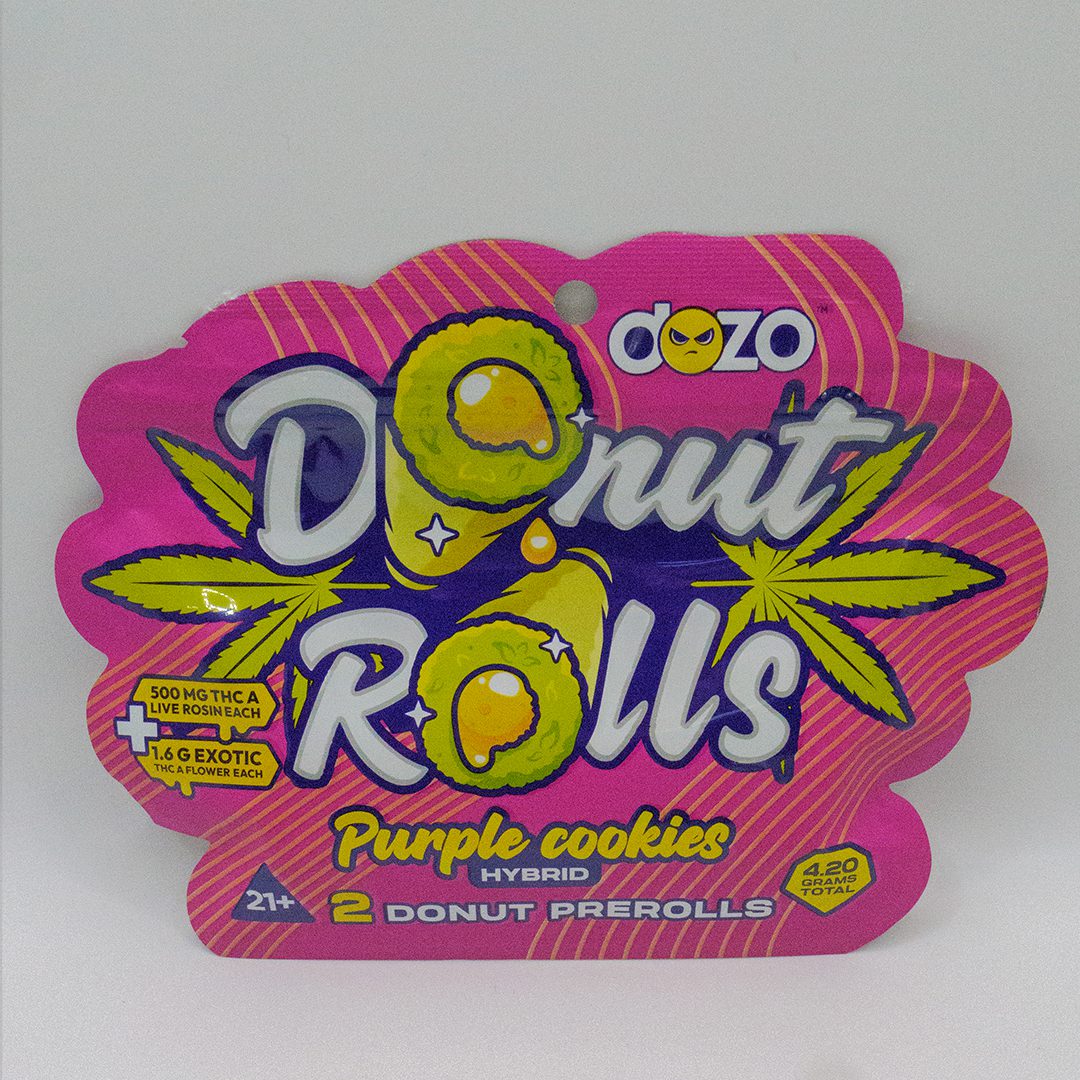 dozo™
Donut
Rolls
500 MG THC A
LIVE ROSIN EACH
+
1.6 G EXOTIC
THC A FLOWER EACH
Purple cookies
HYBRID
21+
2 DONUT PREROLLS
4.20
GRAMS
TOTAL